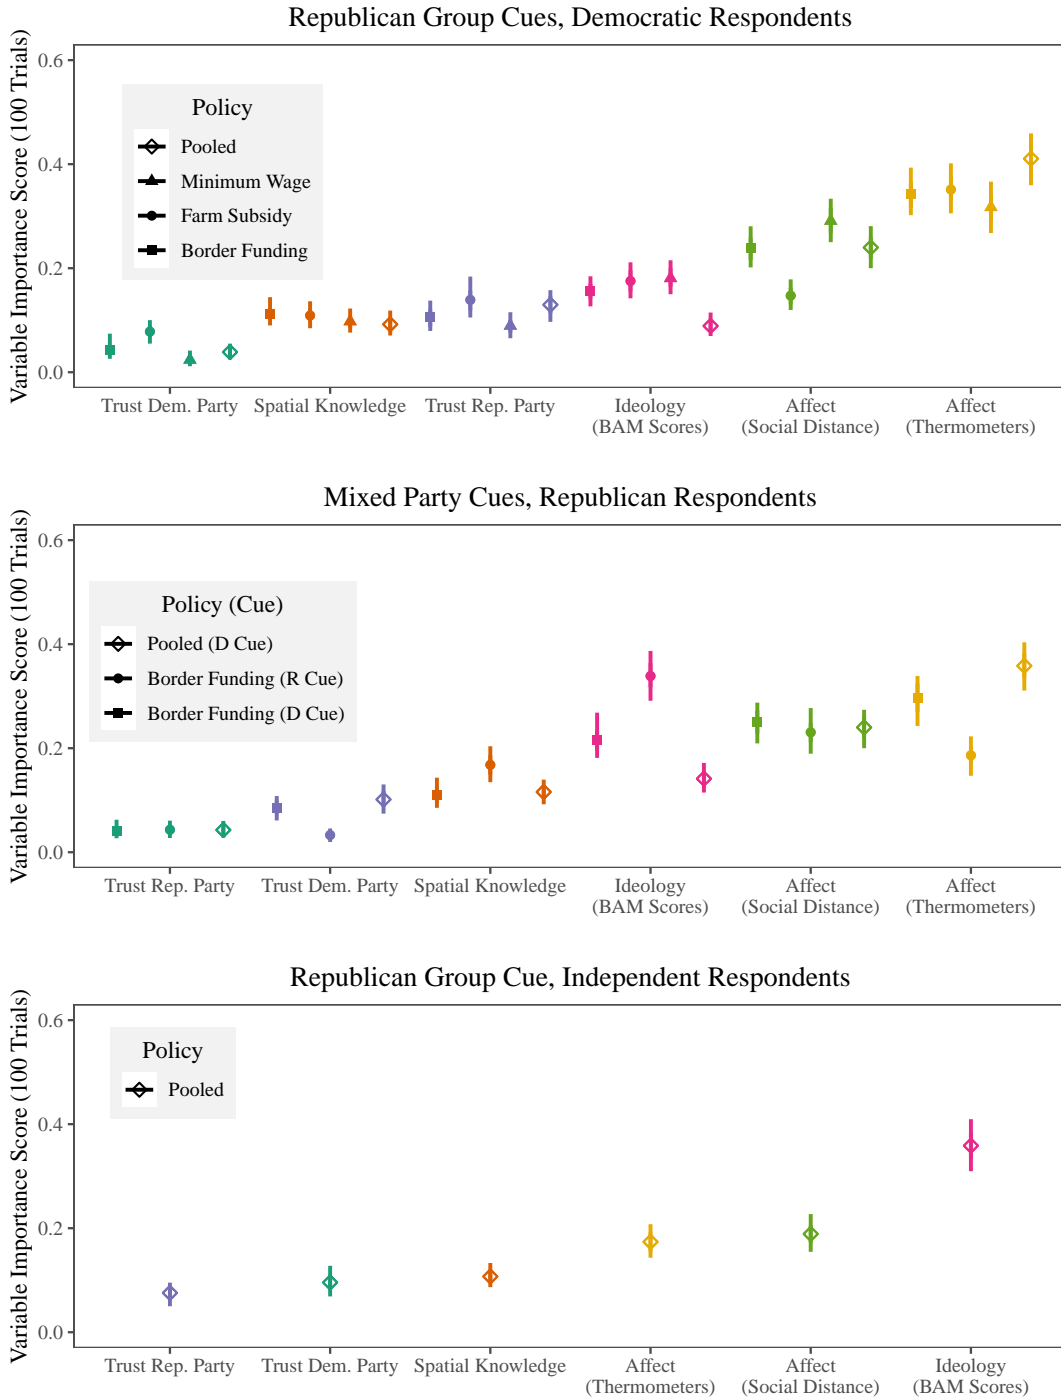 Republican Group Cues, Democratic Respondents
Variable Importance Score (100 Trials)
0.6
0.4
0.2
0.0
Policy
Pooled
Minimum Wage
Farm Subsidy
Border Funding
Trust Dem. Party
Spatial Knowledge
Trust Rep. Party
Ideology
(BAM Scores)
Affect
(Social Distance)
Affect
(Thermometers)
Mixed Party Cues, Republican Respondents
Variable Importance Score (100 Trials)
0.6
0.4
0.2
0.0
Policy (Cue)
Pooled (D Cue)
Border Funding (R Cue)
Border Funding (D Cue)
Trust Rep. Party
Trust Dem. Party
Spatial Knowledge
Ideology
(BAM Scores)
Affect
(Social Distance)
Affect
(Thermometers)
Republican Group Cue, Independent Respondents
Variable Importance Score (100 Trials)
0.6
0.4
0.2
0.0
Policy
Pooled
Trust Rep. Party
Trust Dem. Party
Spatial Knowledge
Affect
(Thermometers)
Affect
(Social Distance)
Ideology
(BAM Scores)